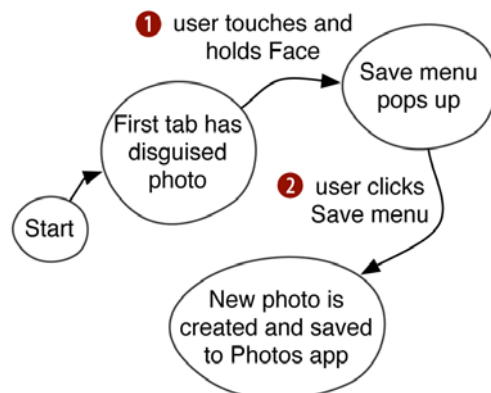 1 user touches and
holds Face
Save menu
pops up
First tab has
disguised
photo
Start
2 user clicks
Save menu
New photo is
created and saved
to Photos app